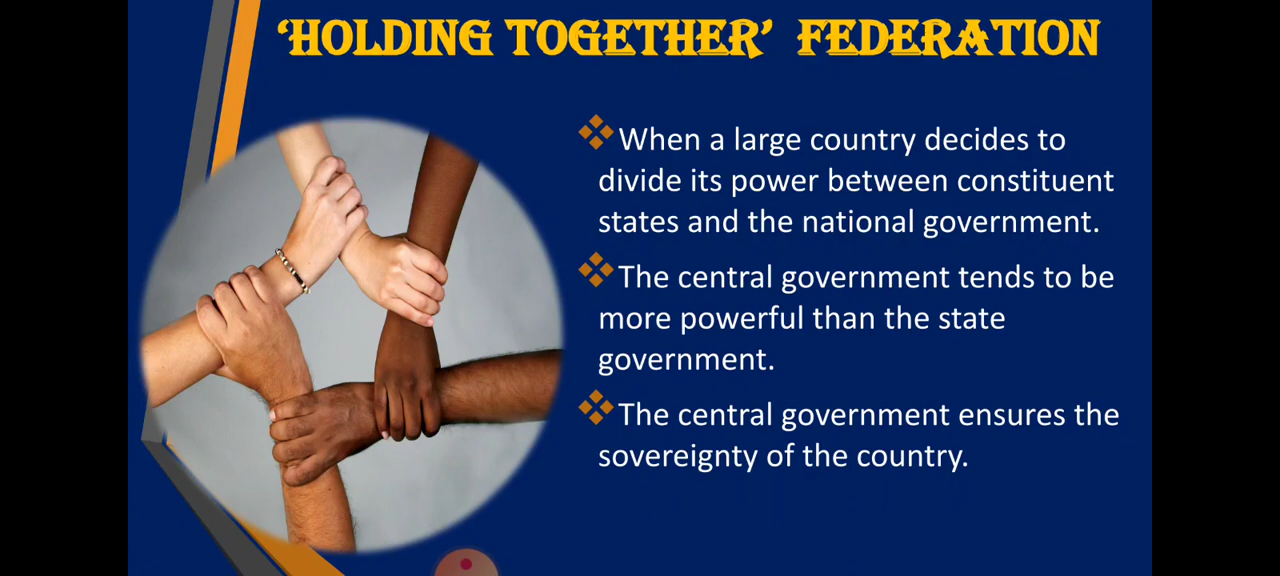 ‘HOLDING TOGETHER’ FEDERATION
When a large country decides to
divide its power between constituent
states and the national government.
The central government tends to be
more powerful than the state
government.
The central government ensures the
sovereignty of the country.